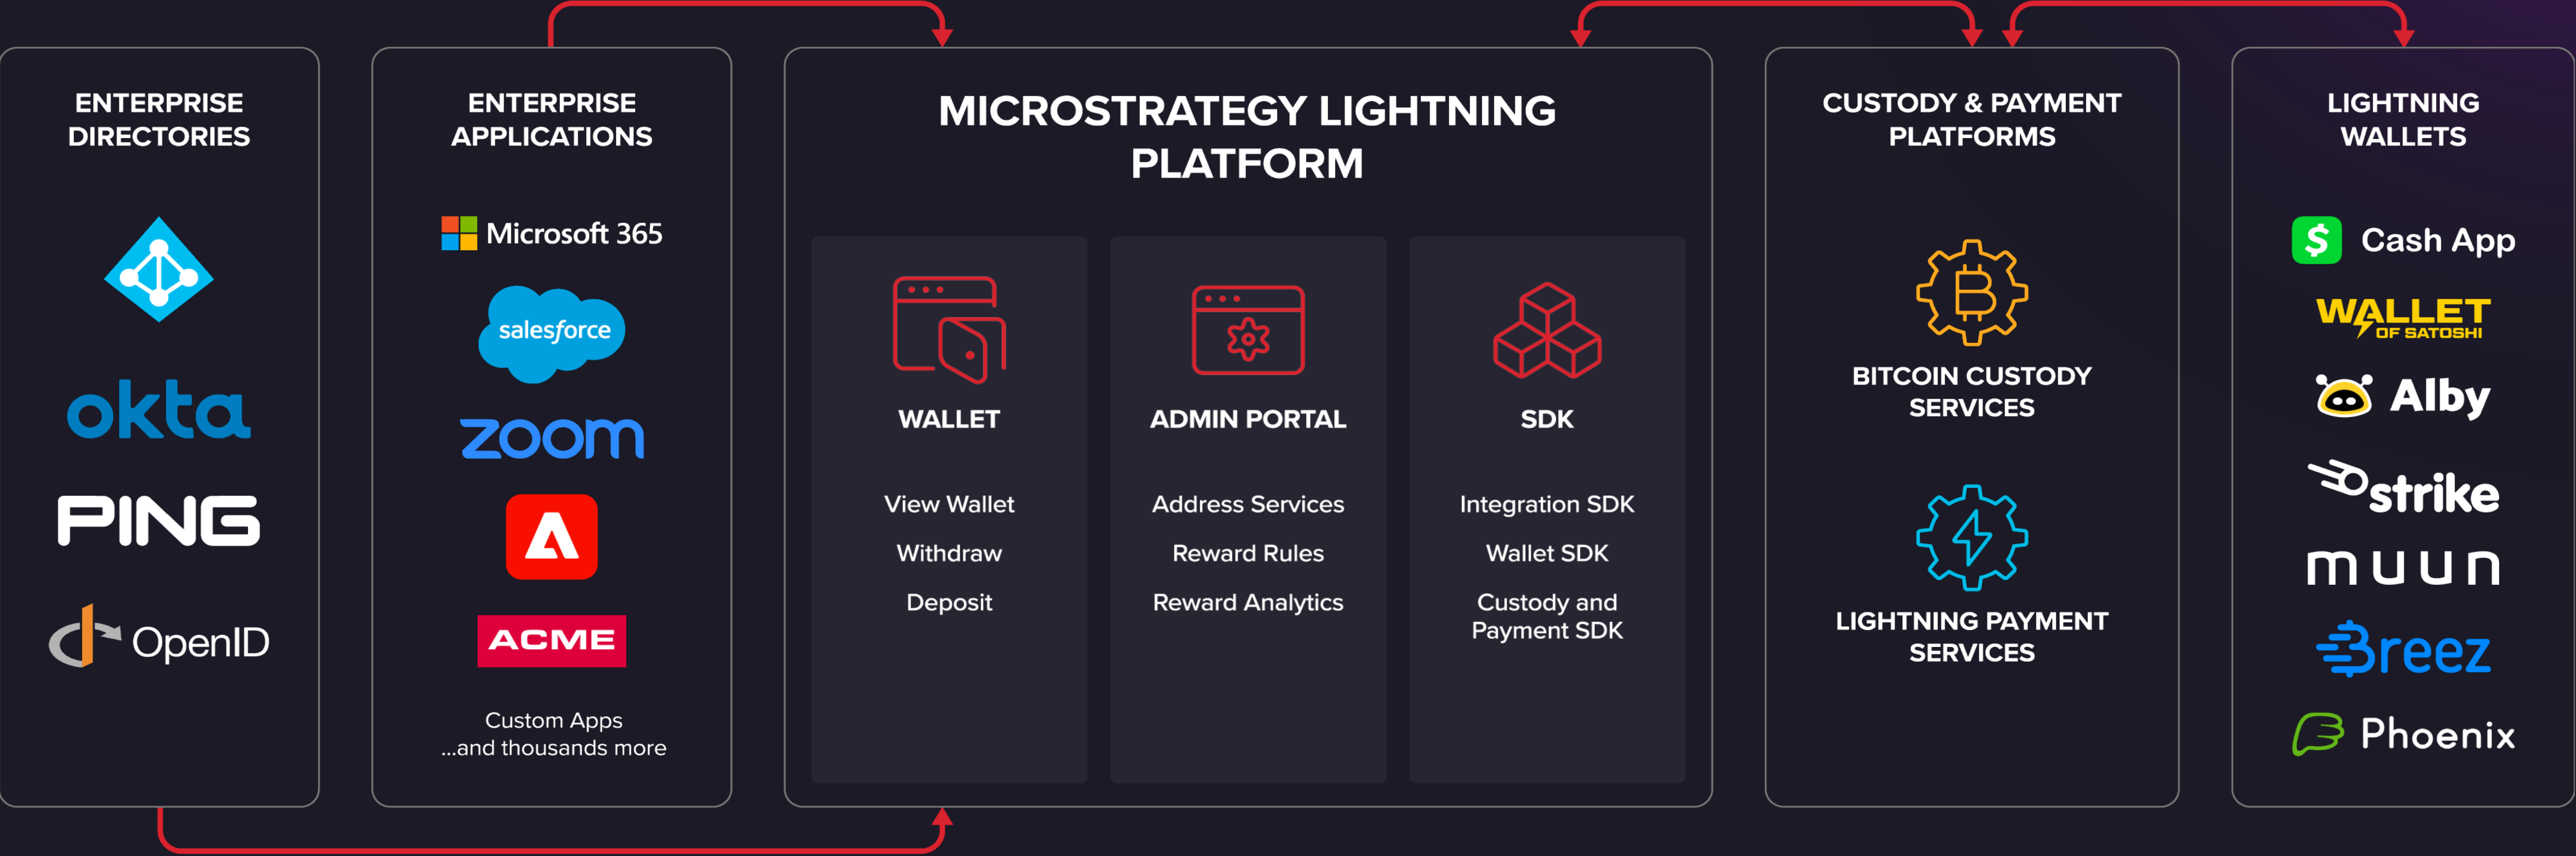 ENTERPRISE
DIRECTORIES
okta
PING
OpenID
ENTERPRISE
APPLICATIONS
Microsoft 365
salesforce
zoom
ACME
Custom Apps
...and thousands more
MICROSTRATEGY LIGHTNING
PLATFORM
WALLET
View Wallet
Withdraw
Deposit
ADMIN PORTAL
Address Services
Reward Rules
Reward Analytics
SDK
Integration SDK
Wallet SDK
Custody and
Payment SDK
CUSTODY & PAYMENT
PLATFORMS
BITCOIN CUSTODY
SERVICES
LIGHTNING PAYMENT
SERVICES
LIGHTNING
WALLETS
$ Cash App
WALLET
OF SATOSHI
Alby
strike
muun
Breez
Phoenix